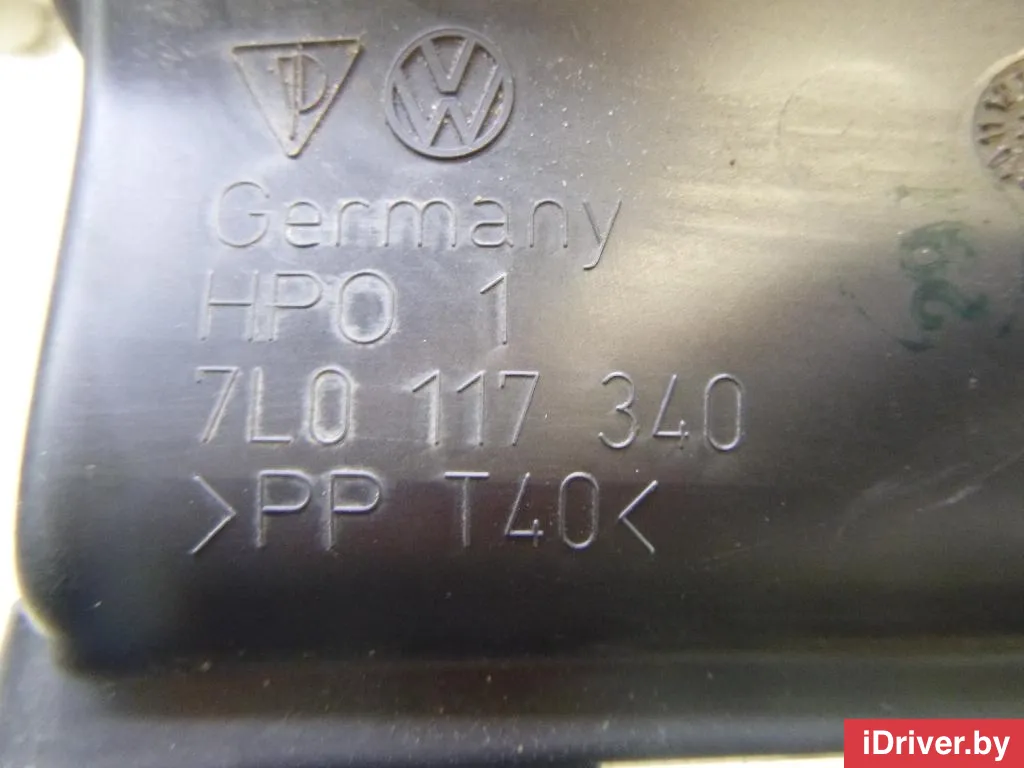 Germany
HPO 1
7L0 117 340
>PP T40<
iDriver.by